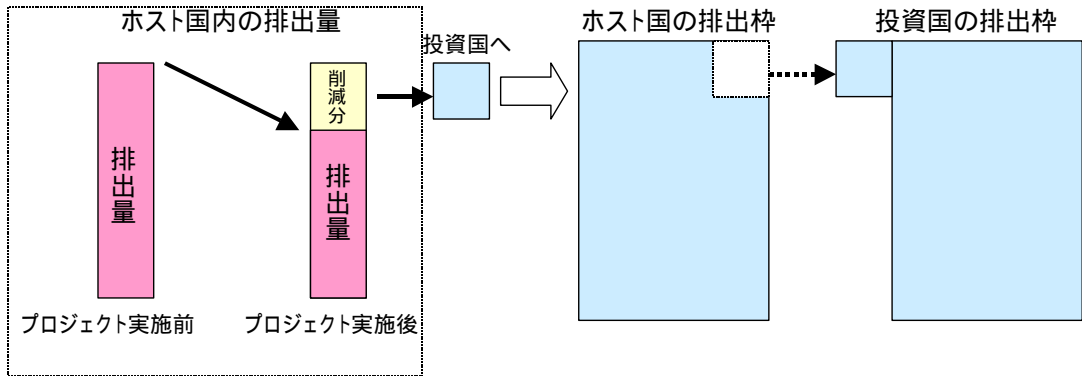 ホスト国内の排出量
ホスト国の排出枠
投資国の排出枠
投資国へ
削減分
排出量
排出量
プロジェクト実施前
プロジェクト実施後